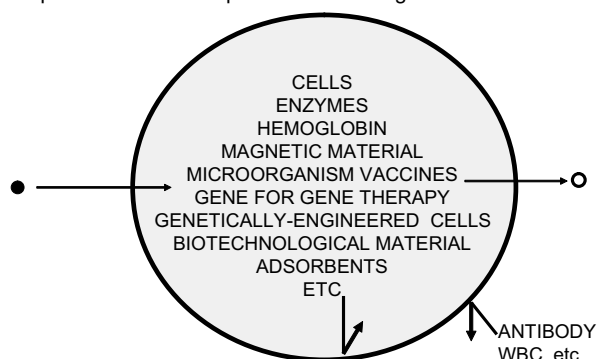 CELLS
ENZYMES
HEMOGLOBIN
MAGNETIC MATERIAL
MICROORGANISM VACCINES
GENE FOR GENE THERAPY
GENETICALLY-ENGINEERED CELLS
BIOTECHNOLOGICAL MATERIAL
ADSORBENTS
ETC
ANTIBODY
WBC etc